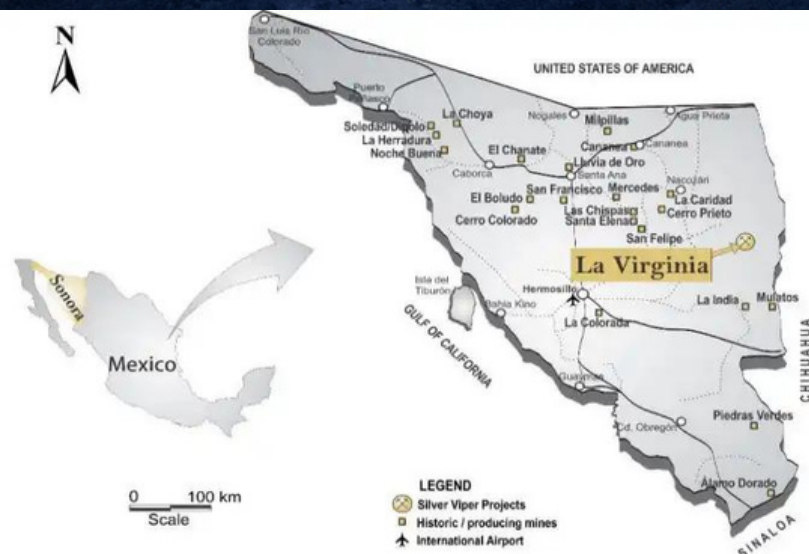 N
San Luis Río
Colorado
UNITED STATES OF AMERICA
Puerto
Peñasco
La Choya
Soledad/Dipolo
La Herradura
Noche Buena
Nogales
Milpillas
Agua Prieta
Cananea
Cananea
El Chanate
Lluvia de Oro
Santa Ana
Caborca
Nacozari
El Boludo
San Francisco
Mercedes
La Caridad
Cerro Colorado
Las Chispas
Cerro Prieto
Santa Elena
San Felipe
La Virginia
Sonora
Mexico
Isla del
Tiburón
Hermosillo
Bahia Kino
La Colorada
La India
Mulatos
GULF OF CALIFORNIA
CHIHUAHUA
Guaymas
Cd. Obregón
Piedras Verdes
Álamo Dorado
SINALOA
0 100 km
Scale
LEGEND
Silver Viper Projects
Historic / producing mines
International Airport